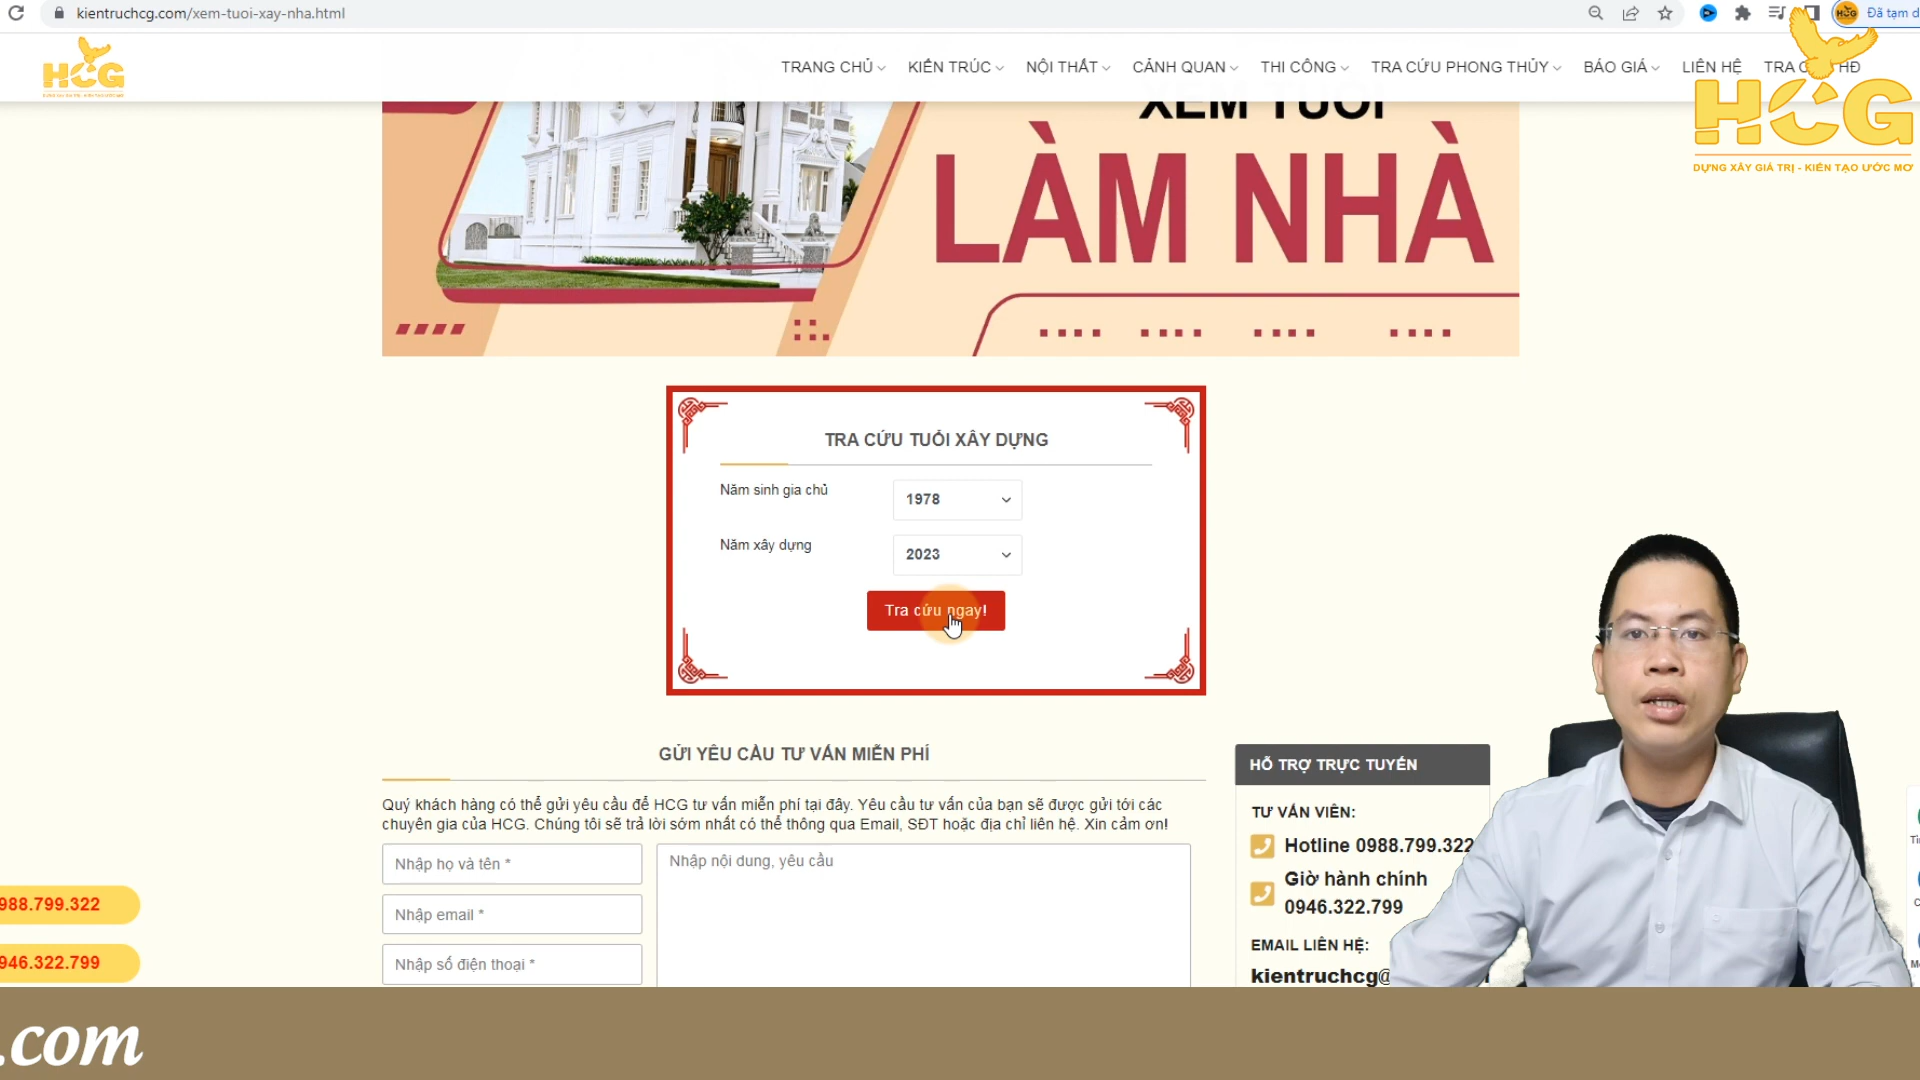 kientruchcg.com/xem-tuoi-xay-nha.html
HCG
Đã tạm d
HCG
TRANG CHỦ
KIẾN TRÚC
NỘI THẤT
CẢNH QUAN
THI CÔNG
TRA CỨU PHONG THỦY
BÁO GIÁ
LIÊN HỆ
HCG
DỰNG XÂY GIÁ TRỊ - KIẾN TẠO ƯỚC MƠ
XEM TUỔI
LÀM NHÀ
TRA CỨU TUỔI XÂY DỰNG
Năm sinh gia chủ
1978
Năm xây dựng
2023
Tra cứu ngay!
GỬI YÊU CẦU TƯ VẤN MIỄN PHÍ
Quý khách hàng có thể gửi yêu cầu để HCG tư vấn miễn phí tại đây. Yêu cầu tư vấn của bạn sẽ được gửi tới các
chuyên gia của HCG. Chúng tôi sẽ trả lời sớm nhất có thể thông qua Email, SĐT hoặc địa chỉ liên hệ. Xin cảm ơn!
Nhập họ và tên *
Nhập nội dung, yêu cầu
Nhập email *
Nhập số điện thoại *
HỖ TRỢ TRỰC TUYẾN
TƯ VẤN VIÊN:
Hotline 0988.799.322
Giờ hành chính
0946.322.799
EMAIL LIÊN HỆ:
kientruchcg@
988.799.322
946.322.799
.com